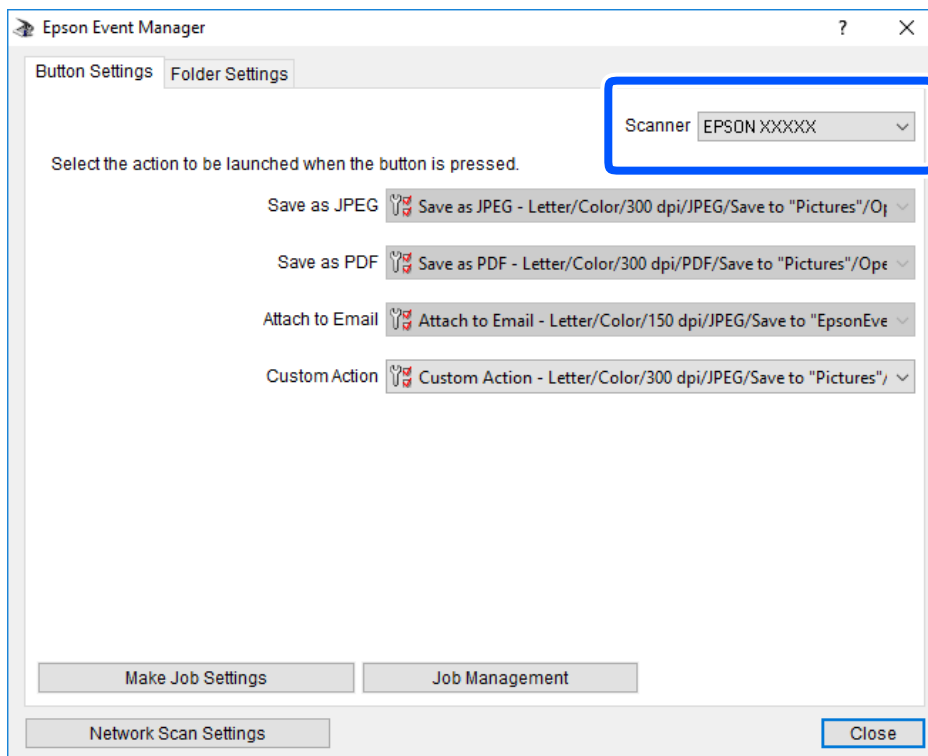 Epson Event Manager
?
Button Settings
Folder Settings
Scanner EPSON XXXXX
Select the action to be launched when the button is pressed.
Save as JPEG Save as JPEG - Letter/Color/300 dpi/JPEG/Save to "Pictures"/Op
Save as PDF Save as PDF - Letter/Color/300 dpi/PDF/Save to "Pictures"/Ope
Attach to Email Attach to Email - Letter/Color/150 dpi/JPEG/Save to "EpsonEve
Custom Action Custom Action - Letter/Color/300 dpi/JPEG/Save to "Pictures"/
Make Job Settings
Job Management
Network Scan Settings
Close